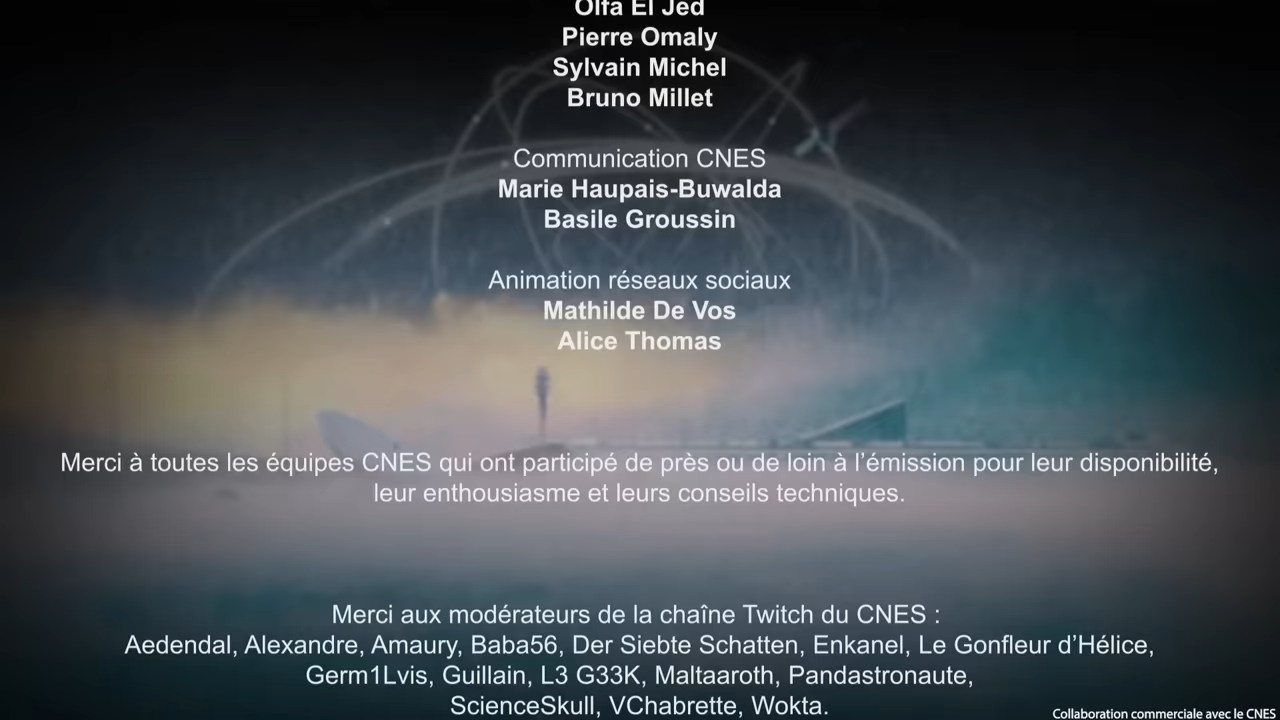 Olfa El Jed
Pierre Omaly
Sylvain Michel
Bruno Millet
Communication CNES
Marie Haupais-Buwalda
Basile Groussin
Animation réseaux sociaux
Mathilde De Vos
Alice Thomas
Merci à toutes les équipes CNES qui ont participé de près ou de loin à l’émission pour leur disponibilité,
leur enthousiasme et leurs conseils techniques.
Merci aux modérateurs de la chaîne Twitch du CNES :
Aedendal, Alexandre, Amaury, Baba56, Der Siebte Schatten, Enkanel, Le Gonfleur d’Hélice,
Germ1Lvis, Guillain, L3 G33K, Maltaaroth, Pandastronaute,
ScienceSkull, VChabrette, Wokta.
Collaboration commerciale avec le CNES